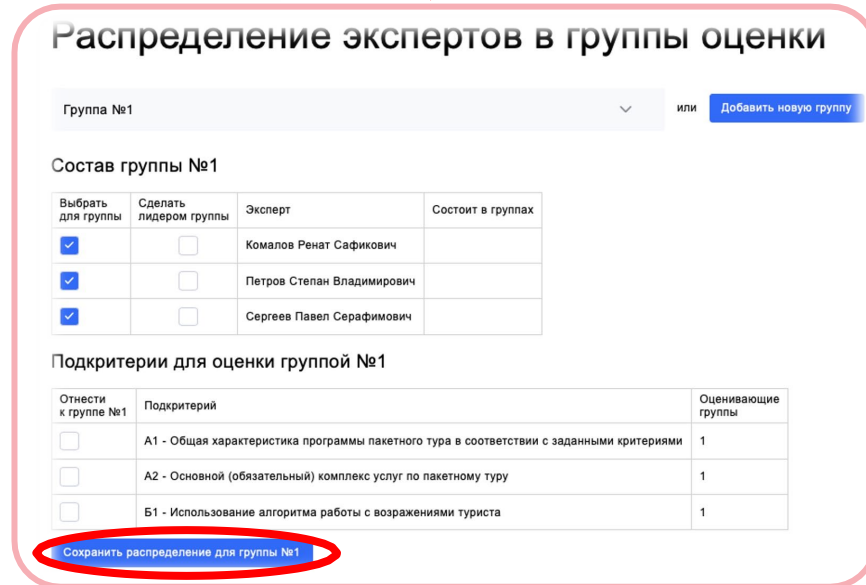 Распределение экспертов в группы оценки
Группа №1
или
Добавить новую группу
Состав группы №1
Выбрать для группы
Сделать лидером группы
Эксперт
Состоит в группах
Комалов Ренат Сафикович
Петров Степан Владимирович
Сергеев Павел Серафимович
Подкритерии для оценки группой №1
Отнести к группе №1
Подкритерий
Оценивающие группы
А1 - Общая характеристика программы пакетного тура в соответствии с заданными критериями
1
А2 - Основной (обязательный) комплекс услуг по пакетному туру
1
Б1 - Использование алгоритма работы с возражениями туриста
1
Сохранить распределение для группы №1